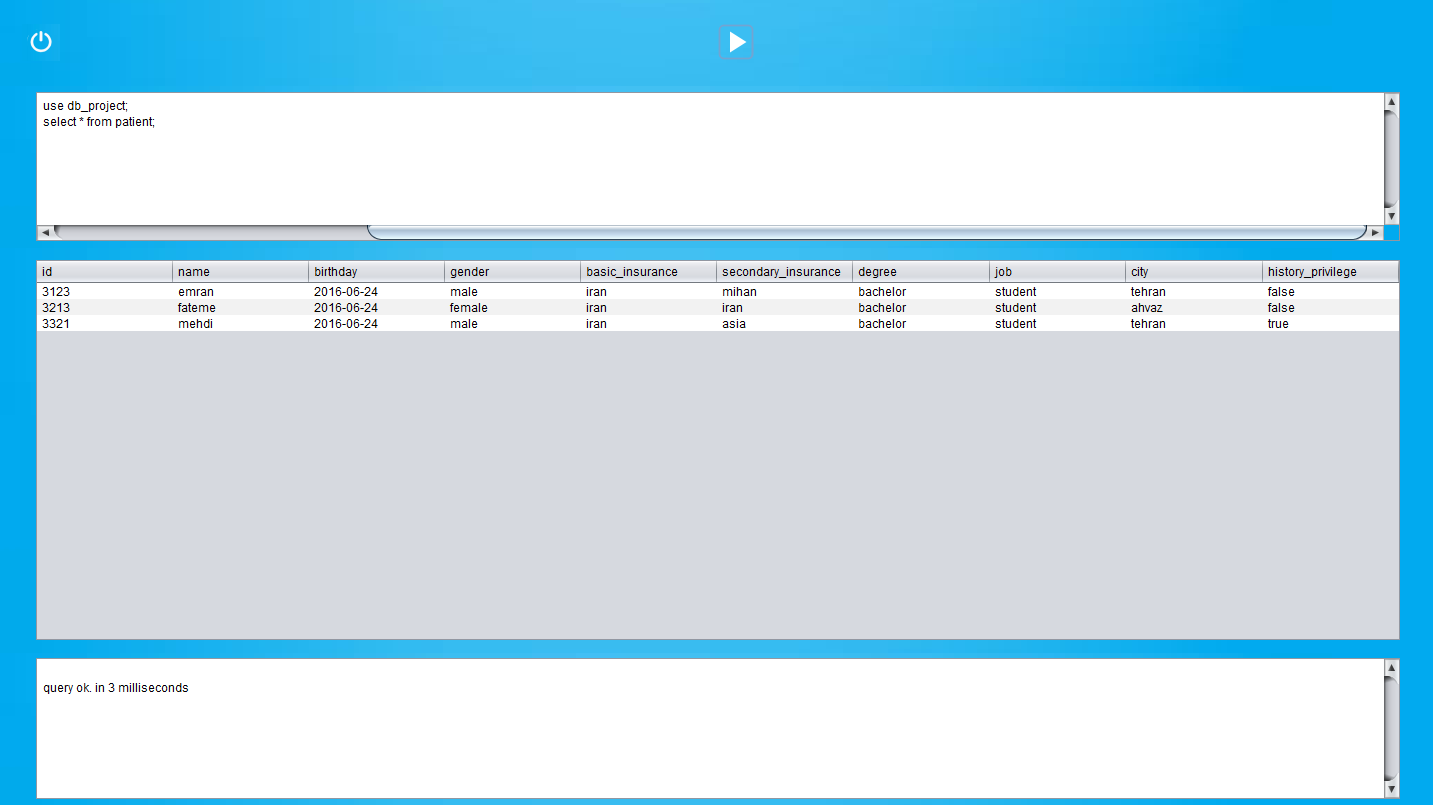 use db_project;
select * from patient;
id name birthday gender basic_insurance secondary_insurance degree job city history_privilege
3123 emran 2016-06-24 male iran mihan bachelor student tehran false
3213 fateme 2016-06-24 female iran iran bachelor student ahvaz false
3321 mehdi 2016-06-24 male iran asia bachelor student tehran true
query ok. in 3 milliseconds